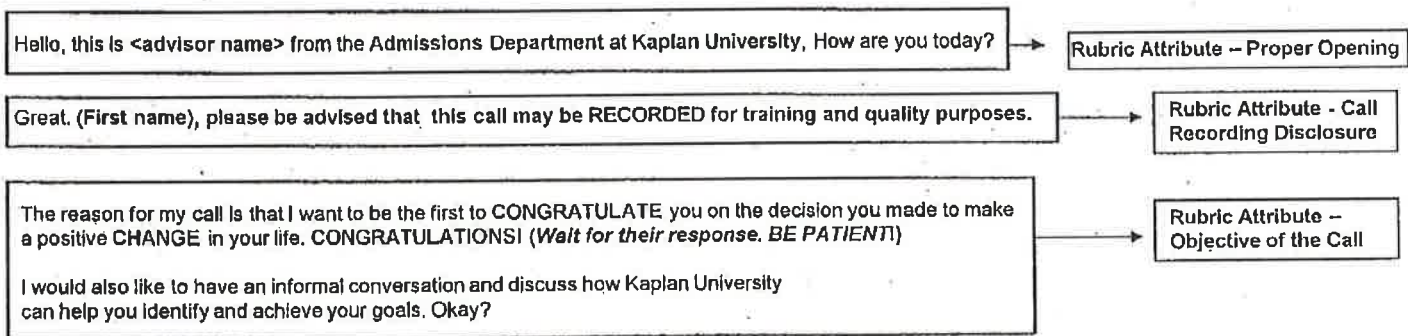 Hello, this is <advisor name> from the Admissions Department at Kaplan University, How are you today?
Rubric Attribute – Proper Opening
Great. (First name), please be advised that this call may be RECORDED for training and quality purposes.
Rubric Attribute - Call
Recording Disclosure
The reason for my call is that I want to be the first to CONGRATULATE you on the decision you made to make
a positive CHANGE in your life. CONGRATULATIONS! (Wait for their response. BE PATIENT!)
I would also like to have an informal conversation and discuss how Kaplan University
can help you identify and achieve your goals. Okay?
Rubric Attribute –
Objective of the Call